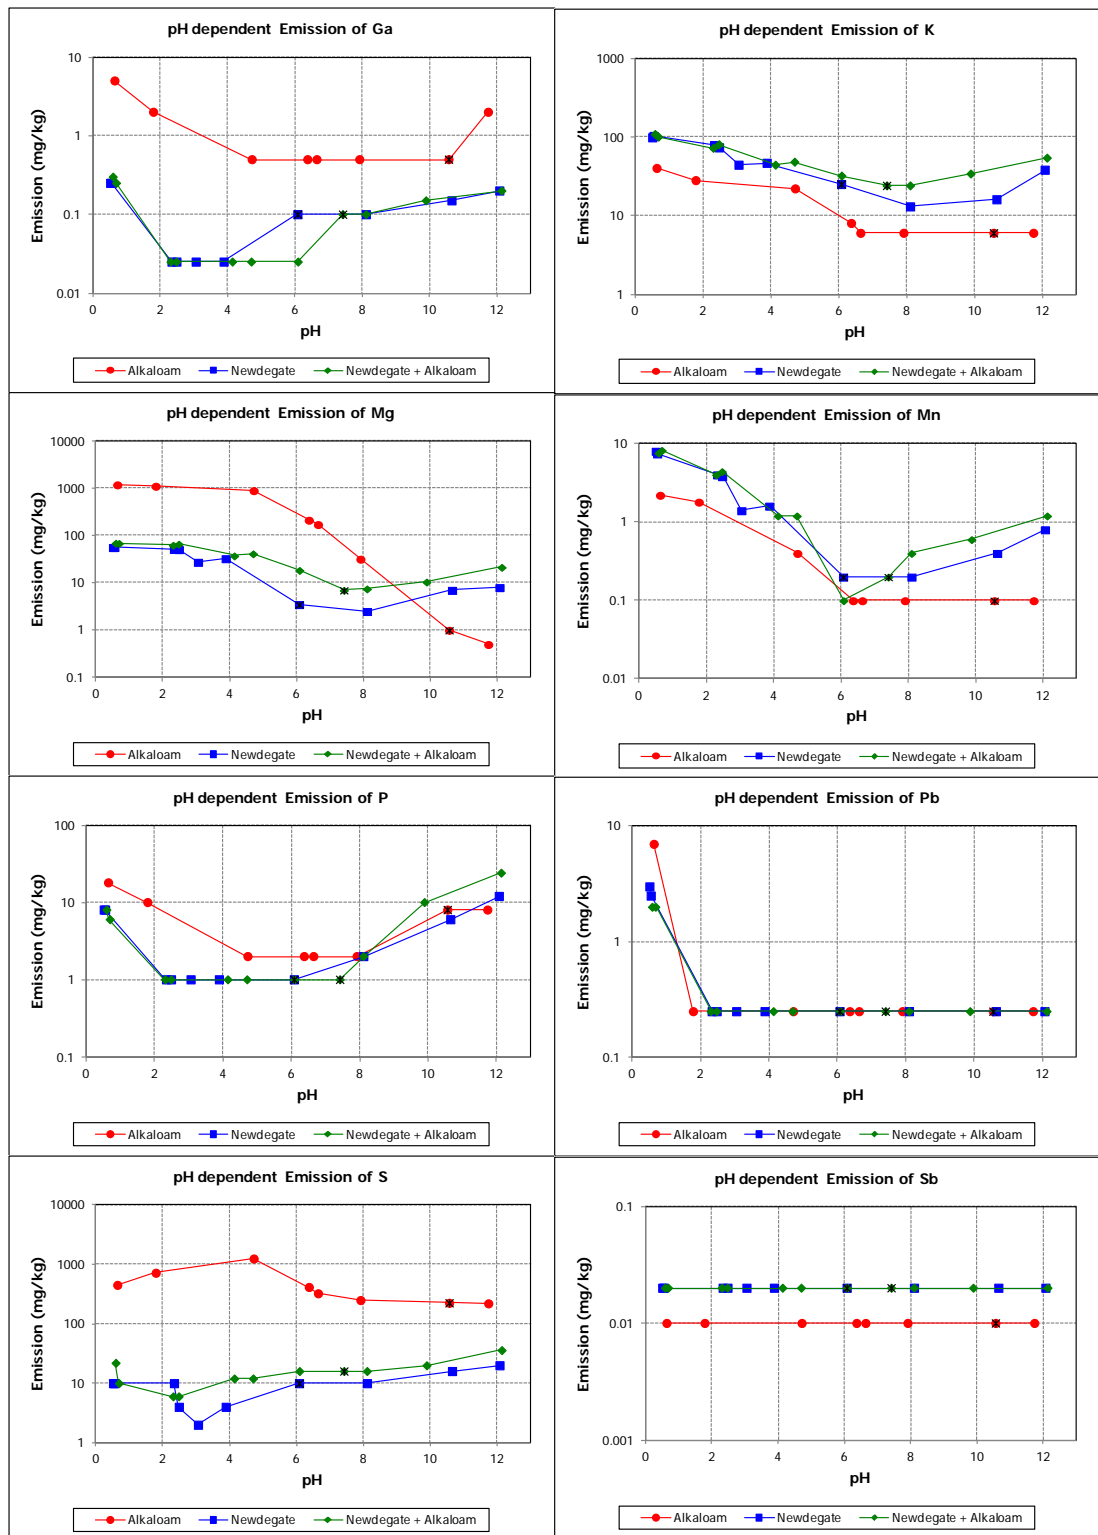 pH dependent Emission of Ga
Emission (mg/kg)
10
1
0.1
0.01
0 2 4 6 8 10 12
pH
Alkaloam Newdegate Newdegate + Alkaloam
pH dependent Emission of K
Emission (mg/kg)
1000
100
10
1
0 2 4 6 8 10 12
pH
Alkaloam Newdegate Newdegate + Alkaloam
pH dependent Emission of Mg
Emission (mg/kg)
10000
1000
100
10
1
0.1
0 2 4 6 8 10 12
pH
Alkaloam Newdegate Newdegate + Alkaloam
pH dependent Emission of Mn
Emission (mg/kg)
10
1
0.1
0.01
0 2 4 6 8 10 12
pH
Alkaloam Newdegate Newdegate + Alkaloam
pH dependent Emission of P
Emission (mg/kg)
100
10
1
0.1
0 2 4 6 8 10 12
pH
Alkaloam Newdegate Newdegate + Alkaloam
pH dependent Emission of Pb
Emission (mg/kg)
10
1
0.1
0 2 4 6 8 10 12
pH
Alkaloam Newdegate Newdegate + Alkaloam
pH dependent Emission of S
Emission (mg/kg)
10000
1000
100
10
1
0 2 4 6 8 10 12
pH
Alkaloam Newdegate Newdegate + Alkaloam
pH dependent Emission of Sb
Emission (mg/kg)
0.1
0.01
0.001
0 2 4 6 8 10 12
pH
Alkaloam Newdegate Newdegate + Alkaloam